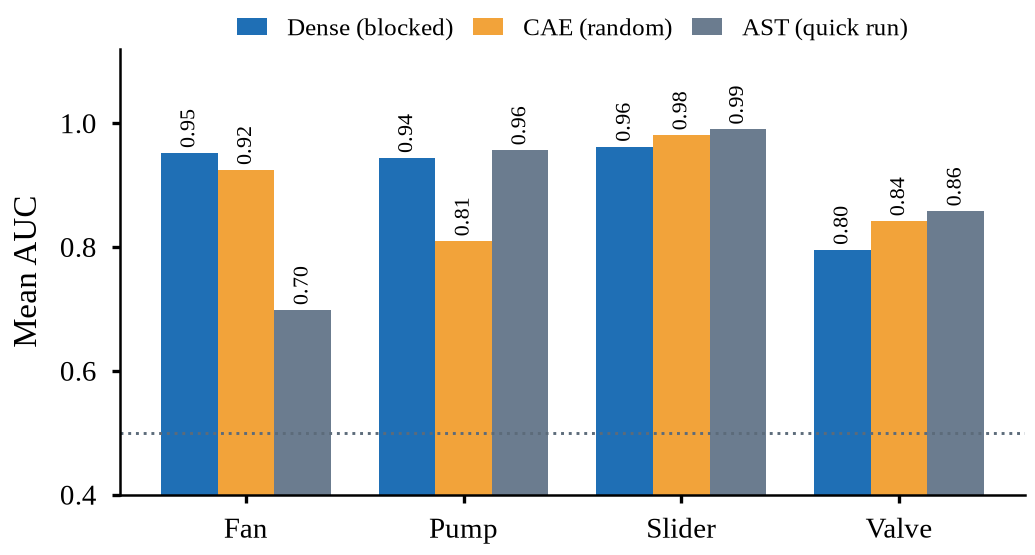 Dense (blocked) CAE (random) AST (quick run)
Mean AUC
1.0
0.8
0.6
0.4
0.95 0.92 0.70
0.94 0.81 0.96
0.96 0.98 0.99
0.80 0.84 0.86
Fan Pump Slider Valve